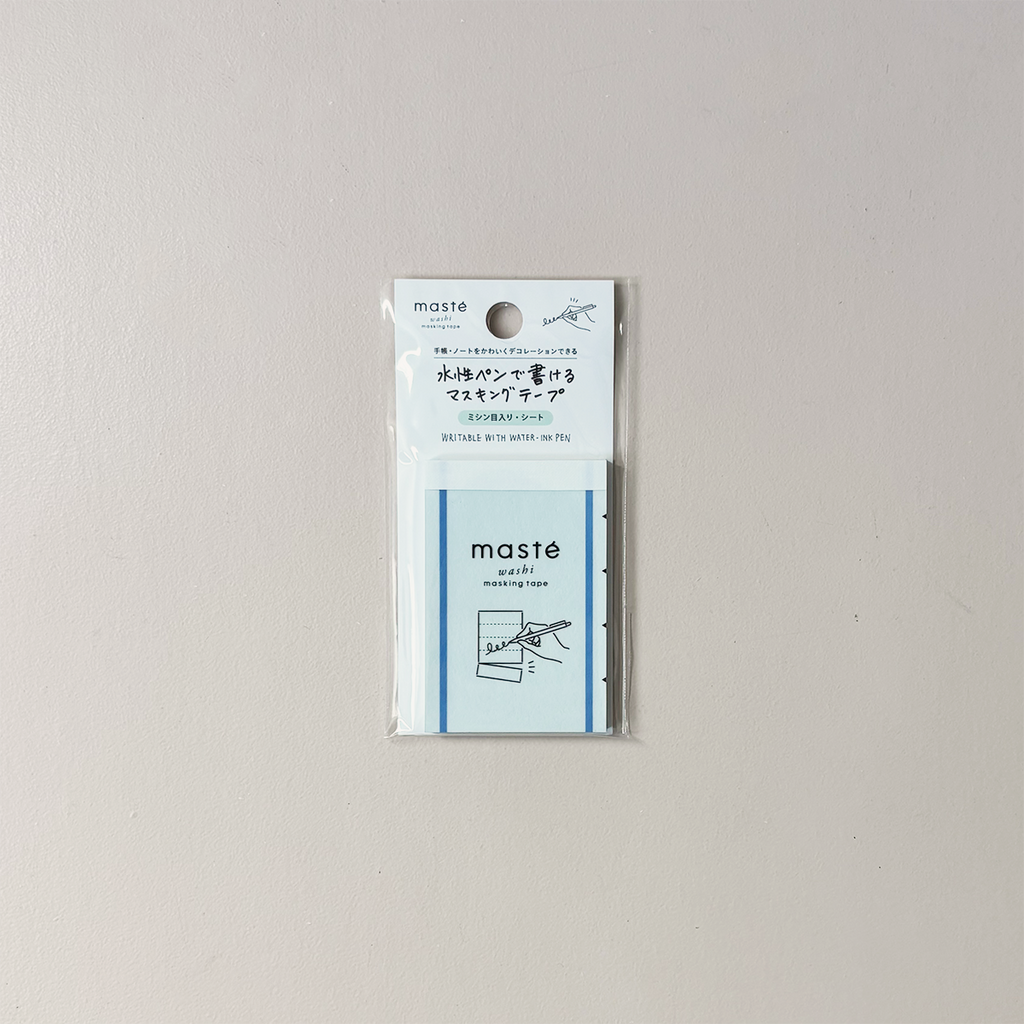 masté
washi
masking tape
手帳・ノートをかわいくデコレーションできる
水性ペンで書ける
マスキングテープ
ミシン目入り・シート
WRITABLE WITH WATER-INK PEN
masté
washi
masking tape